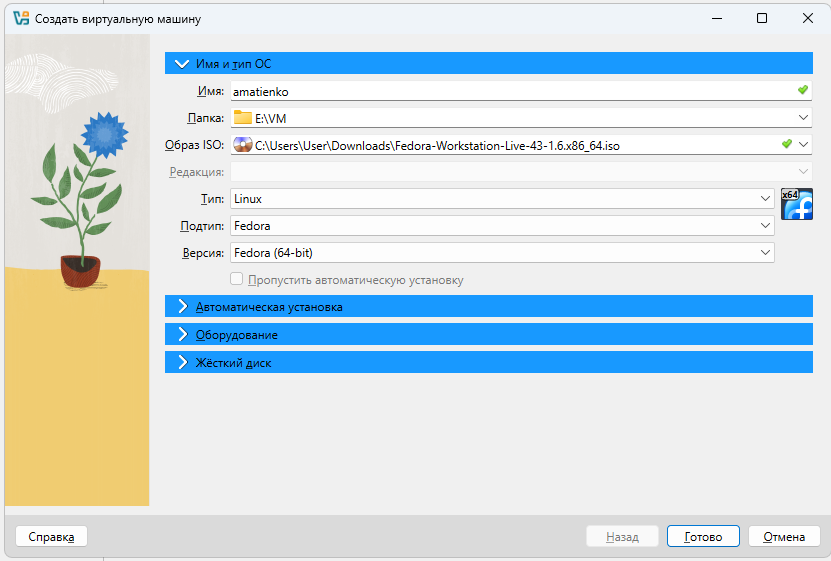 Создать виртуальную машину
Имя и тип ОС
Имя: amatienko
Папка: E:\VM
Образ ISO: C:\Users\User\Downloads\Fedora-Workstation-Live-43-1.6.x86_64.iso
Редакция:
Тип: Linux
x64
Подтип: Fedora
Версия: Fedora (64-bit)
Пропустить автоматическую установку
Автоматическая установка
Оборудование
Жёсткий диск
Справка Назад Готово Отмена